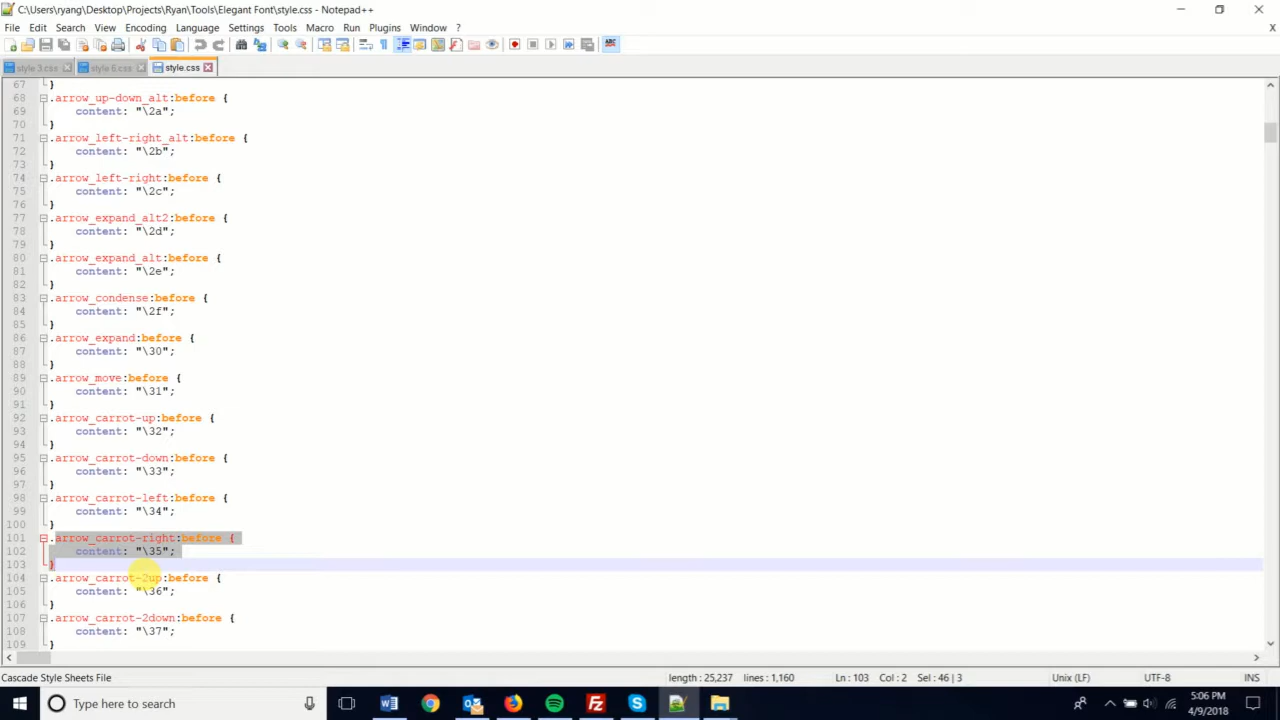 C:\Users\ryang\Desktop\Projects\Ryan\Tools\Elegant Font\style.css - Notepad++
File Edit Search View Encoding Language Settings Tools Macro Run Plugins Window ?
X
style 3.css style 6.css style.css
67 }
68 .arrow_up-down_alt:before {
69 content: "\2a";
70 }
71 .arrow_left-right_alt:before {
72 content: "\2b";
73 }
74 .arrow_left-right:before {
75 content: "\2c";
76 }
77 .arrow_expand_alt2:before {
78 content: "\2d";
79 }
80 .arrow_expand_alt:before {
81 content: "\2e";
82 }
83 .arrow_condense:before {
84 content: "\2f";
85 }
86 .arrow_expand:before {
87 content: "\30";
88 }
89 .arrow_move:before {
90 content: "\31";
91 }
92 .arrow_carrot-up:before {
93 content: "\32";
94 }
95 .arrow_carrot-down:before {
96 content: "\33";
97 }
98 .arrow_carrot-left:before {
99 content: "\34";
100 }
101 .arrow_carrot-right:before {
102 content: "\35";
103 }
104 .arrow_carrot-2up:before {
105 content: "\36";
106 }
107 .arrow_carrot-2down:before {
108 content: "\37";
109 }
Cascade Style Sheets File length : 25,237 lines : 1,160 Ln : 103 Col : 2 Sel : 46 | 3 Unix (LF) UTF-8 INS
Type here to search
5:06 PM
4/9/2018